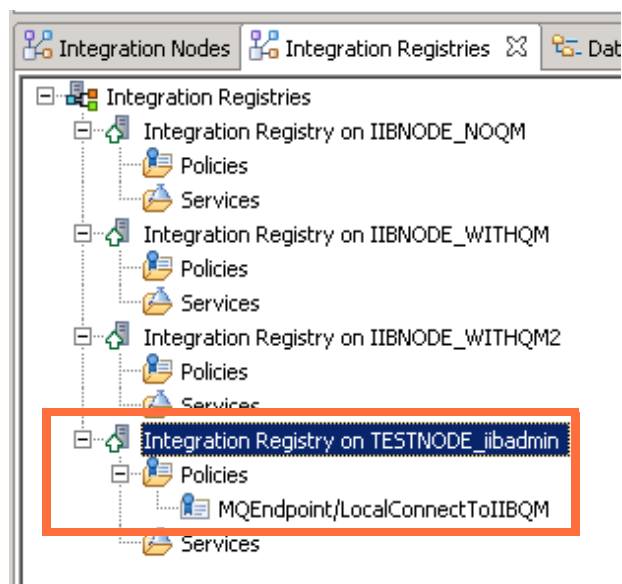 Integration Nodes Integration Registries Dat
Integration Registries
Integration Registry on IIBNODE_NOQM
Policies
Services
Integration Registry on IIBNODE_WITHQM
Policies
Services
Integration Registry on IIBNODE_WITHQM2
Policies
Services
Integration Registry on TESTNODE_iibadmin
Policies
MQEndpoint/LocalConnectToIIBQM
Services